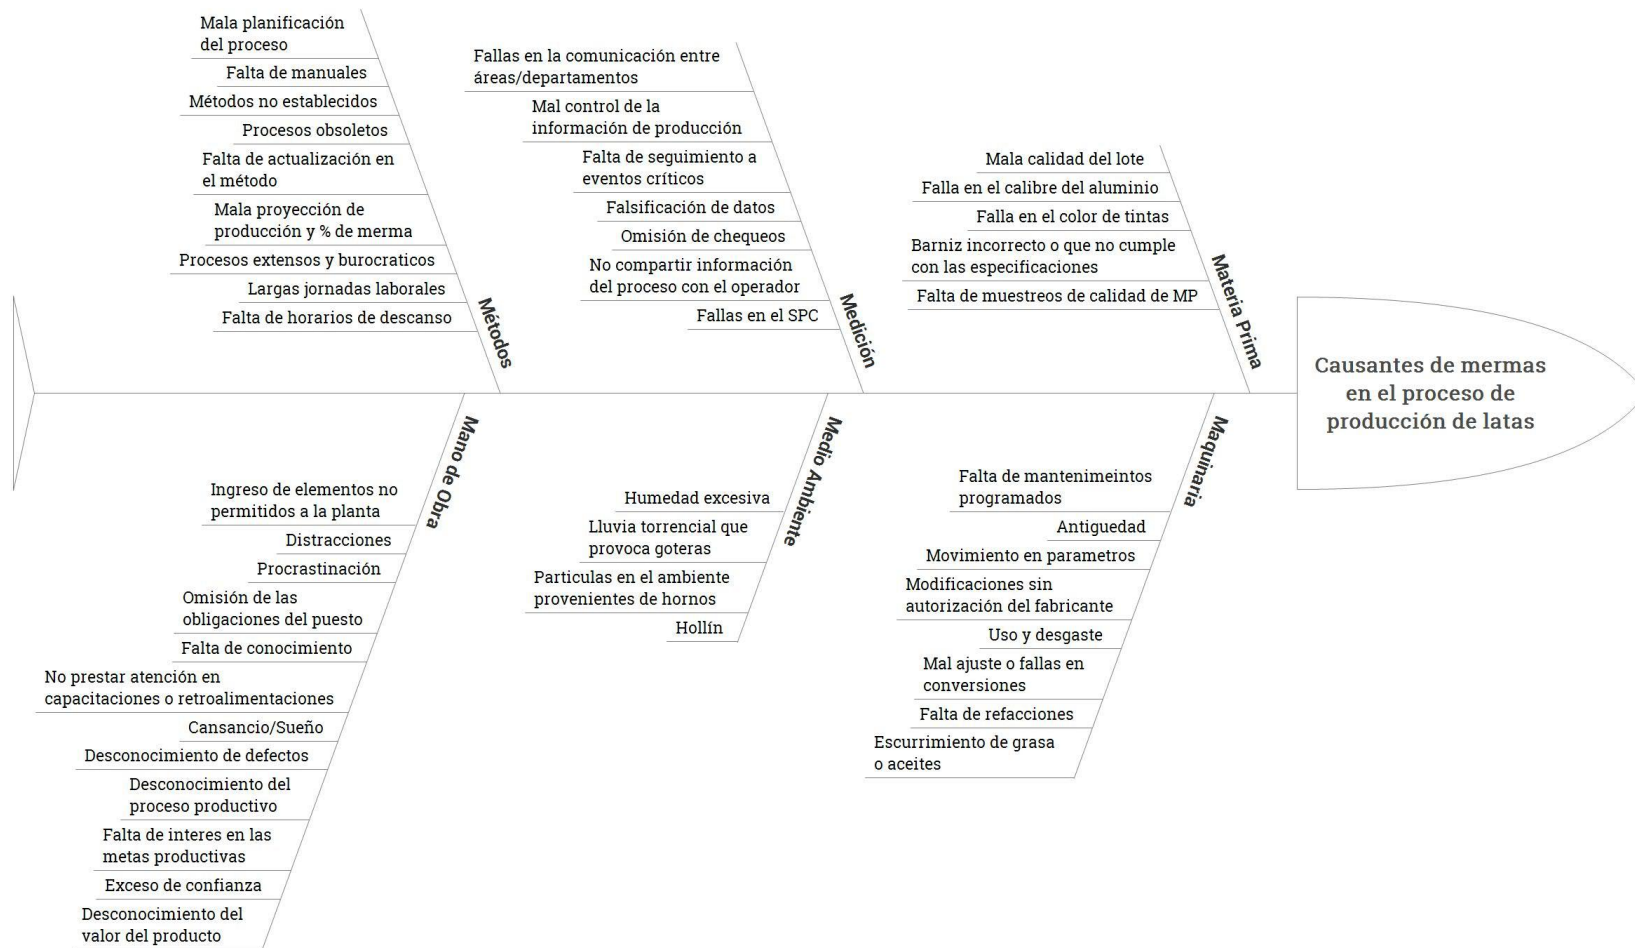 Mala planificación
del proceso
Falta de manuales
Métodos no establecidos
Procesos obsoletos
Falta de actualización en
el método
Mala proyección de
producción y % de merma
Procesos extensos y burocraticos
Largas jornadas laborales
Falta de horarios de descanso
Métodos
Fallas en la comunicación entre
áreas/departamentos
Mal control de la
información de producción
Falta de seguimiento a
eventos críticos
Falsificación de datos
Omisión de chequeos
No compartir información
del proceso con el operador
Fallas en el SPC
Medición
Mala calidad del lote
Falla en el calibre del aluminio
Falla en el color de tintas
Barniz incorrecto o que no cumple
con las especificaciones
Falta de muestreos de calidad de MP
Materia Prima
Causantes de mermas
en el proceso de
producción de latas
Mano de Obra
Ingreso de elementos no
permitidos a la planta
Distracciones
Procrastinación
Omisión de las
obligaciones del puesto
Falta de conocimiento
No prestar atención en
capacitaciones o retroalimentaciones
Cansancio/Sueño
Desconocimiento de defectos
Desconocimiento del
proceso productivo
Falta de interes en las
metas productivas
Exceso de confianza
Desconocimiento del
valor del producto
Medio Ambiente
Humedad excesiva
Lluvia torrencial que
provoca goteras
Particulas en el ambiente
provenientes de hornos
Hollín
Maquinaria
Falta de mantenimeintos
programados
Antiguedad
Movimiento en parametros
Modificaciones sin
autorización del fabricante
Uso y desgaste
Mal ajuste o fallas en
conversiones
Falta de refacciones
Escurrimiento de grasa
o aceites